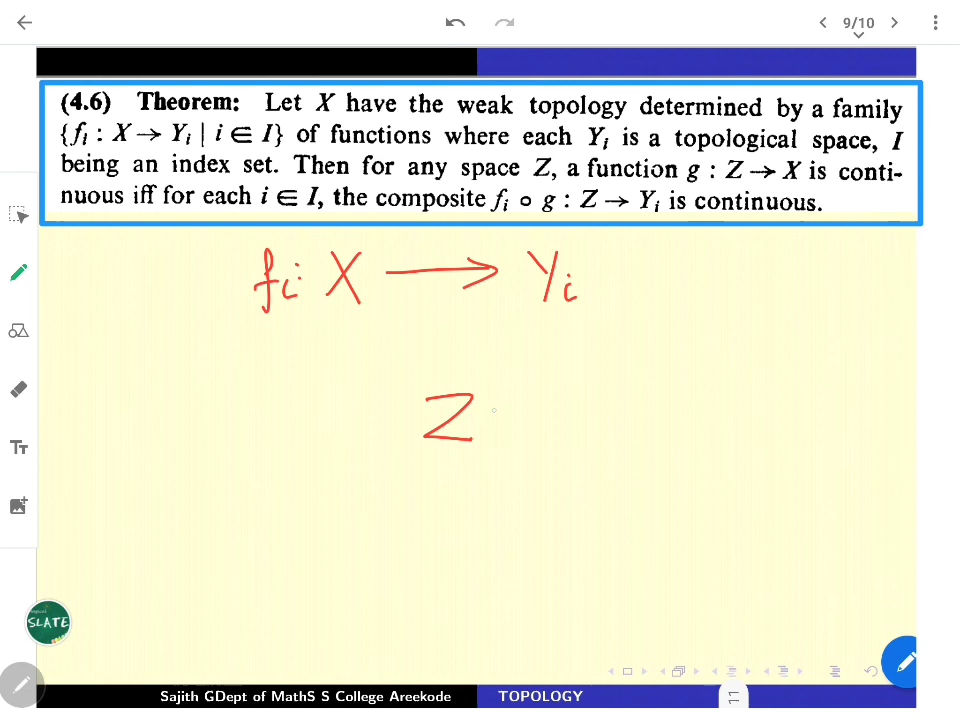 9/10
(4.6) Theorem: Let X have the weak topology determined by a family
{fᵢ : X → Yᵢ | i ∈ I} of functions where each Yᵢ is a topological space, I
being an index set. Then for any space Z, a function g : Z → X is conti-
nuous iff for each i ∈ I, the composite fᵢ ∘ g : Z → Yᵢ is continuous.
fᵢ: X → Yᵢ
Z
Tт
SLATE
Sajith GDept of MathS S College Areekode TOPOLOGY
11